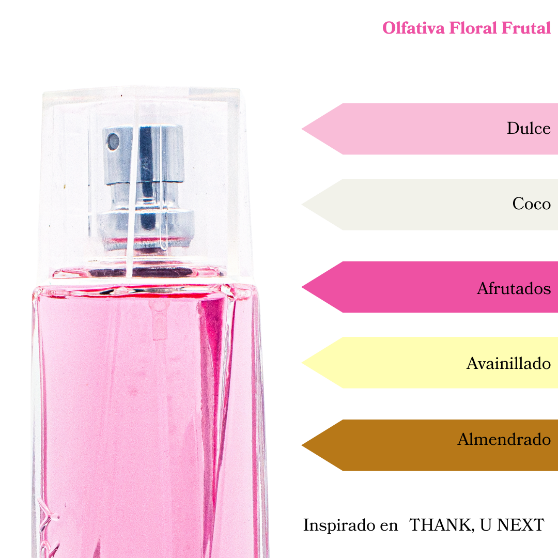 Olfativa Floral Frutal
Dulce
Coco
Afrutados
Avainillado
Almendrado
Inspirado en THANK, U NEXT